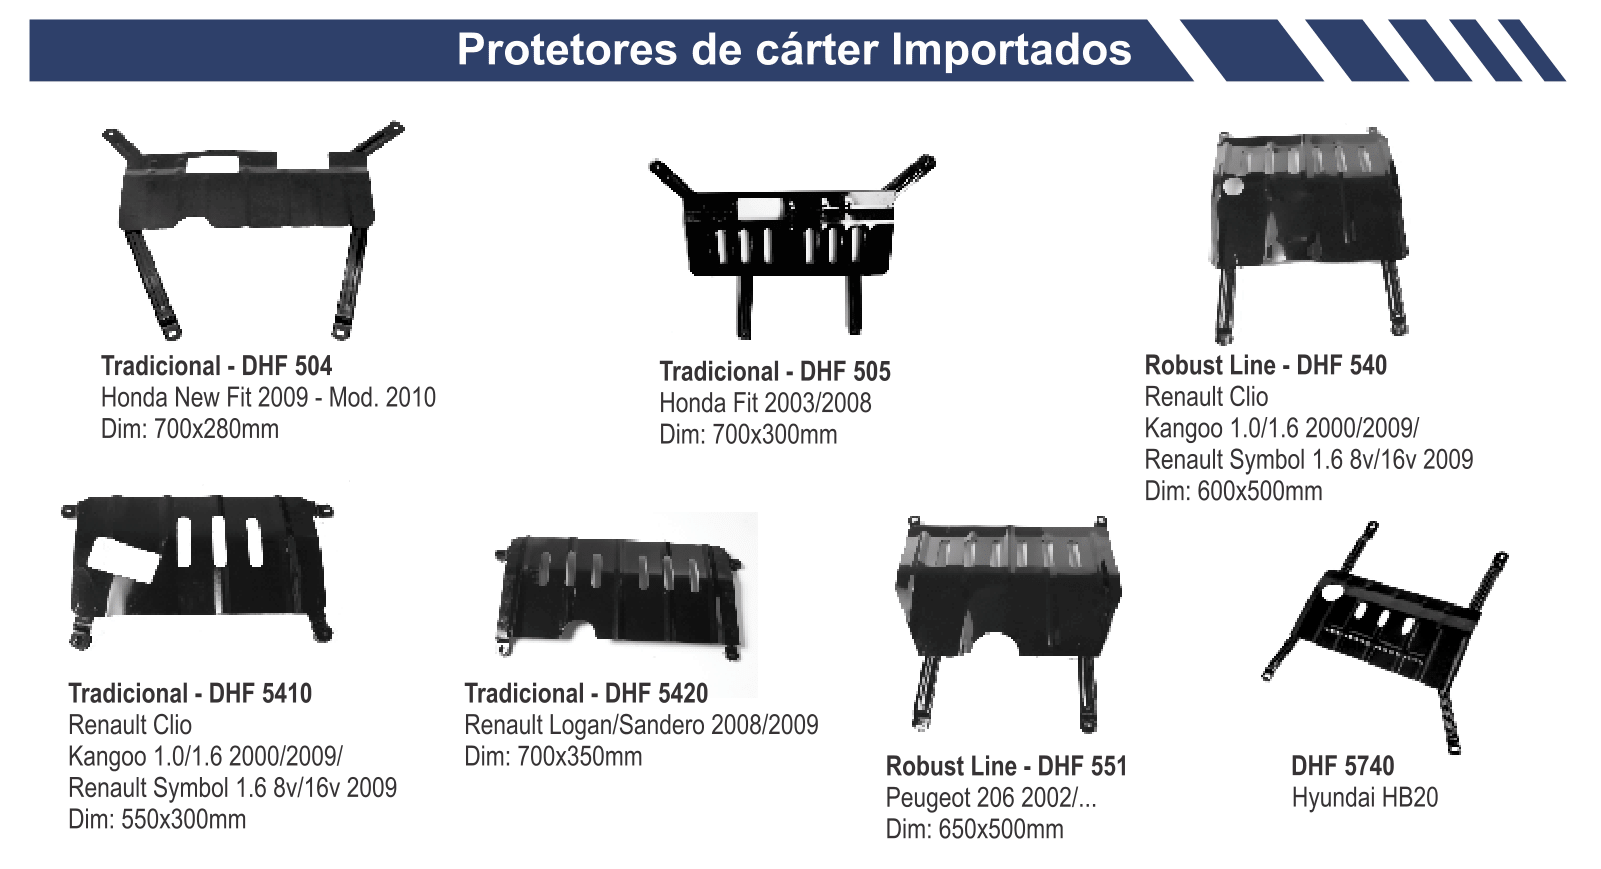 Protetores de cárter Importados
Tradicional - DHF 504
Honda New Fit 2009 - Mod. 2010
Dim: 700x280mm
Tradicional - DHF 505
Honda Fit 2003/2008
Dim: 700x300mm
Robust Line - DHF 540
Renault Clio
Kangoo 1.0/1.6 2000/2009/
Renault Symbol 1.6 8v/16v 2009
Dim: 600x500mm
Tradicional - DHF 5410
Renault Clio
Kangoo 1.0/1.6 2000/2009/
Renault Symbol 1.6 8v/16v 2009
Dim: 550x300mm
Tradicional - DHF 5420
Renault Logan/Sandero 2008/2009
Dim: 700x350mm
Robust Line - DHF 551
Peugeot 206 2002/...
Dim: 650x500mm
DHF 5740
Hyundai HB20